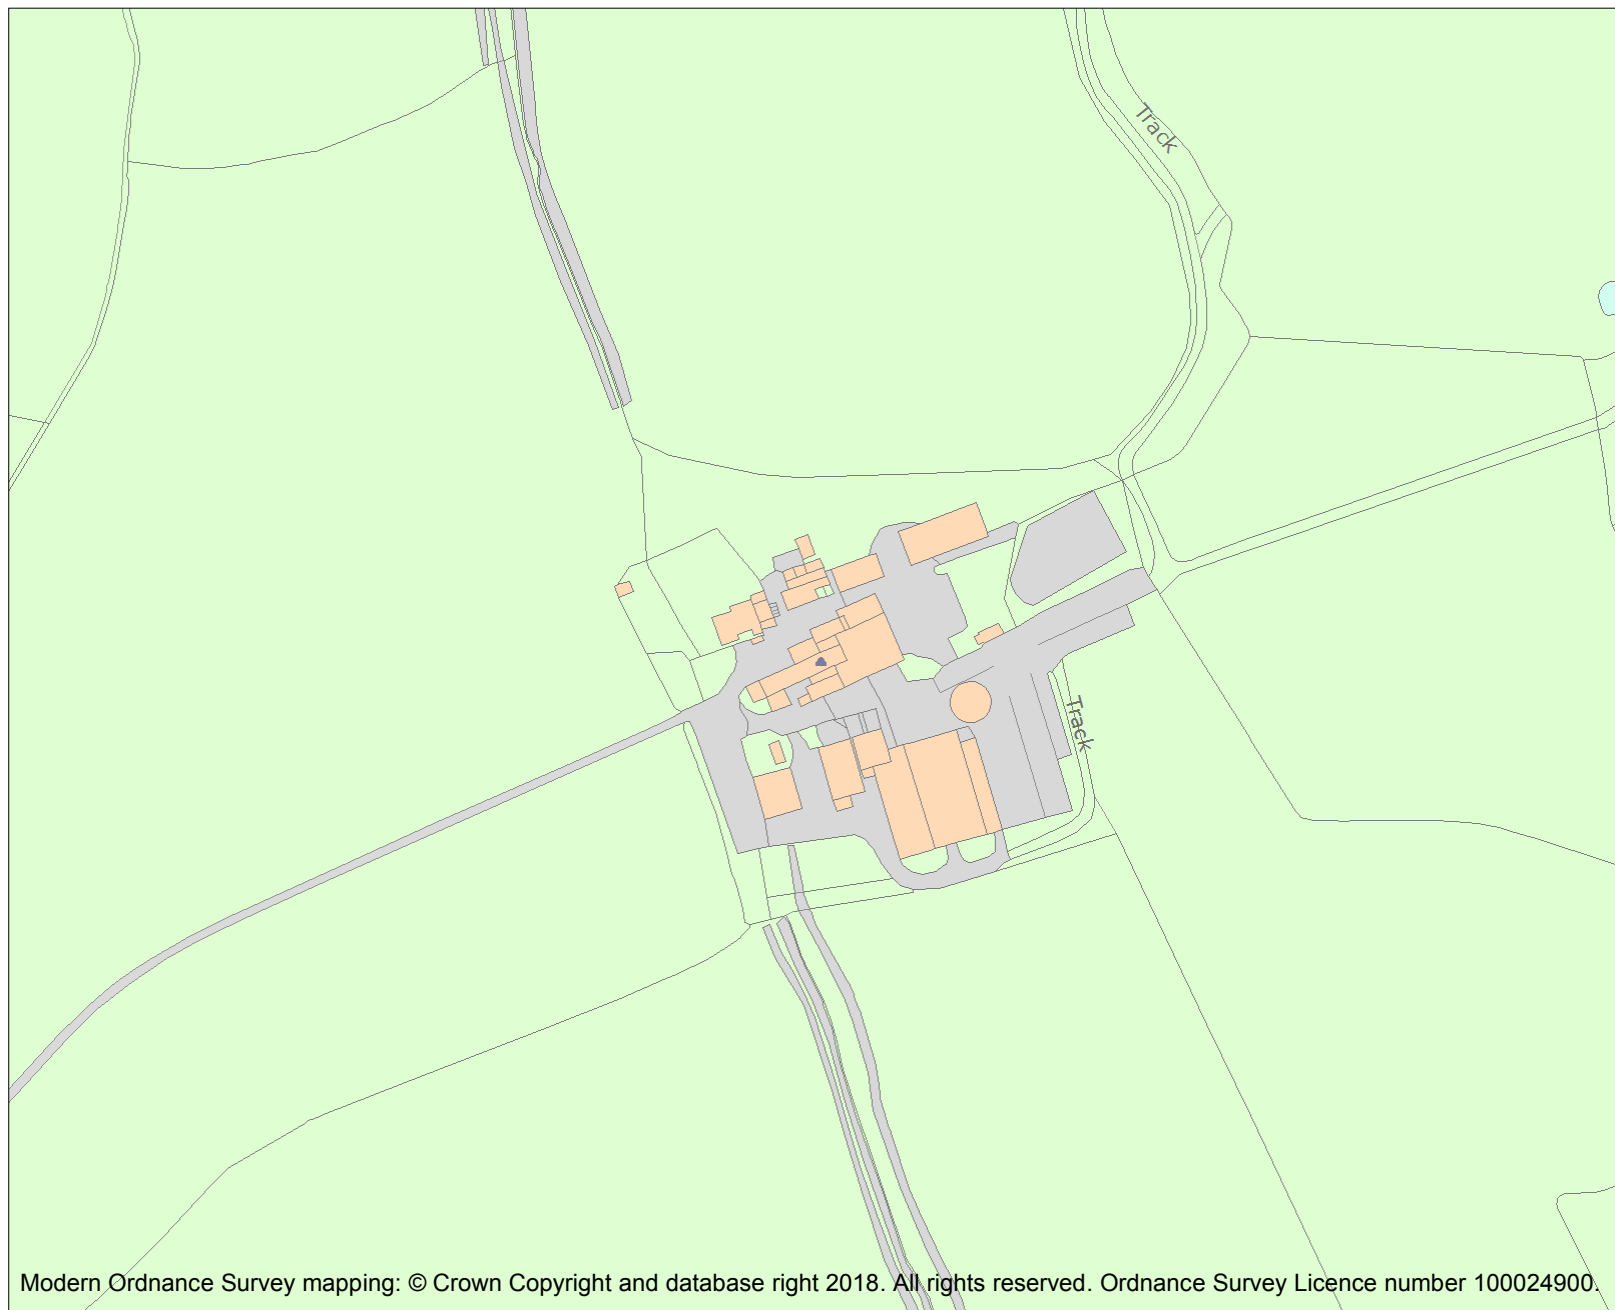 Track
Track
Modern Ordnance Survey mapping: © Crown Copyright and database right 2018. All rights reserved. Ordnance Survey Licence number 100024900.